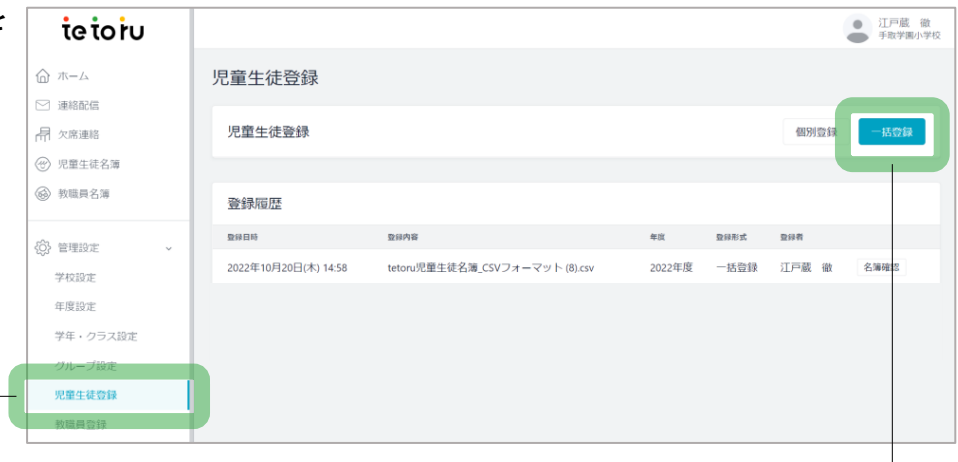 を
tetoru
江戸蔵 徹
手取学園小学校
ホーム
連絡配信
欠席連絡
児童生徒名簿
教職員名簿
管理設定
学校設定
年度設定
学年・クラス設定
グループ設定
児童生徒登録
教職員登録
児童生徒登録
児童生徒登録
個別登録
一括登録
登録履歴
登録日時 登録内容 年度 登録形式 登録者
2022年10月20日(木) 14:58 tetoru児童生徒名簿_CSVフォーマット (8).csv 2022年度 一括登録 江戸蔵 徹 名簿確認